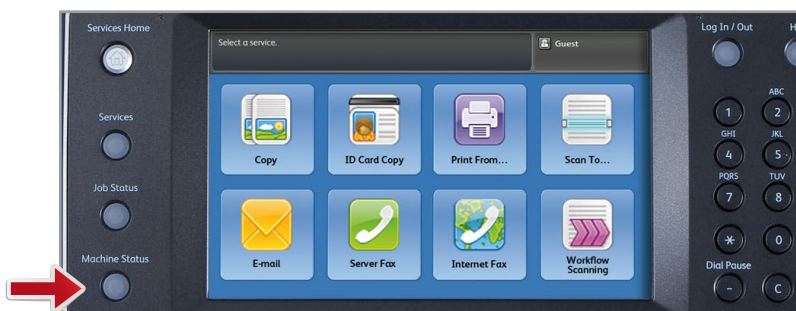 Services Home
Services
Job Status
Machine Status
Select a service.
Guest
Copy
ID Card Copy
Print From...
Scan To...
E-mail
Server Fax
Internet Fax
Workflow
Scanning
Log In / Out
H
ABC
1
2
GHI
JKL
4
5
PQRS
TUV
7
8
*
0
Dial Pause
-
C